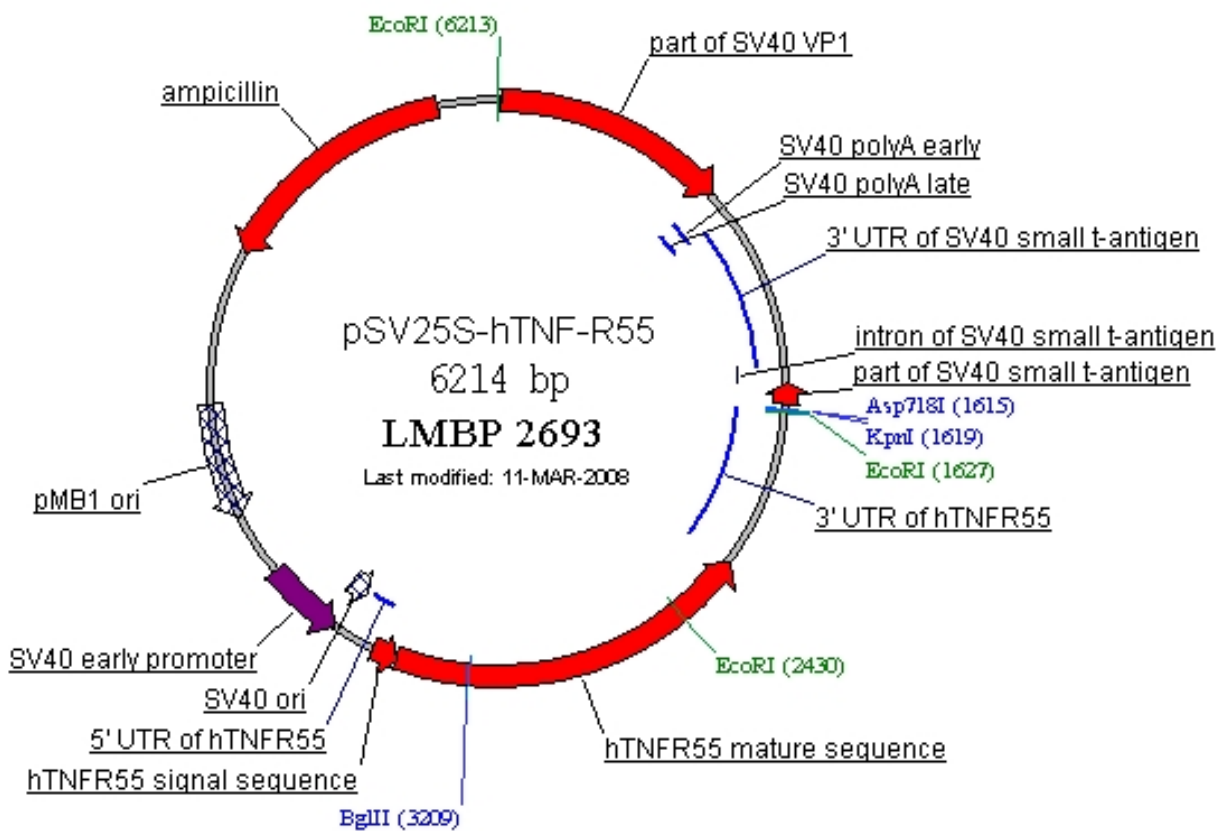 EcoRI (6213)
part of SV40 VP1
ampicillin
SV40 polyA early
SV40 polyA late
3' UTR of SV40 small t-antigen
pSV25S-hTNF-R55
6214 bp
LMBP 2693
Last modified: 11-MAR-2008
intron of SV40 small t-antigen
part of SV40 small t-antigen
Asp718I (1615)
KpnI (1619)
EcoRI (1627)
3' UTR of hTNFR55
pMB1 ori
SV40 early promoter
SV40 ori
5' UTR of hTNFR55
hTNFR55 signal sequence
BglII (3209)
EcoRI (2430)
hTNFR55 mature sequence